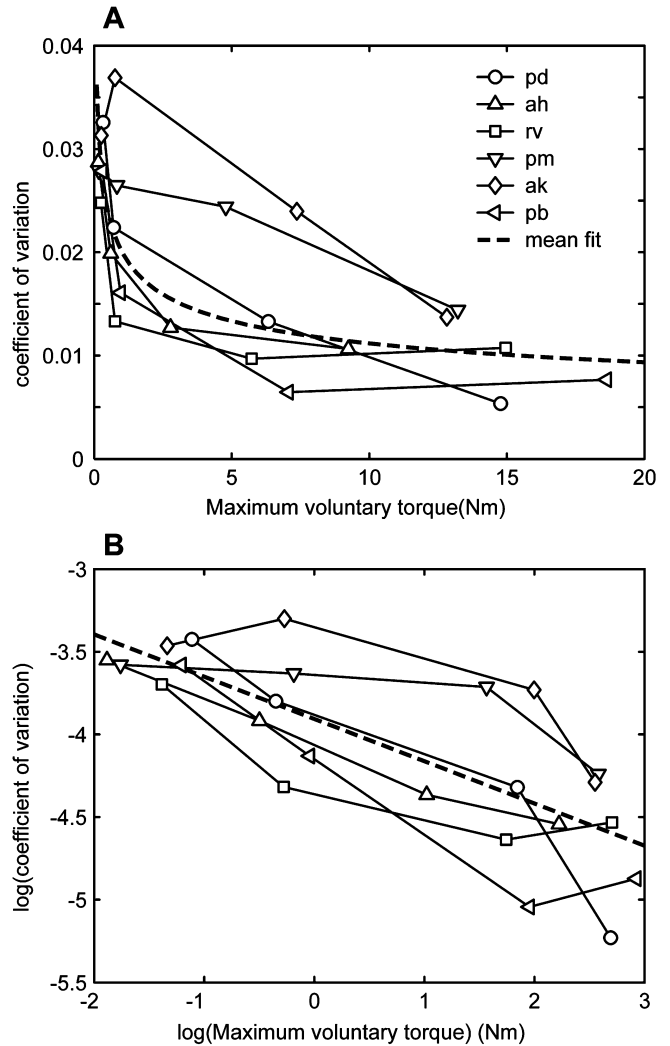 A
0.04
0.03
0.02
0.01
0
coefficient of variation
pd
ah
rv
pm
ak
pb
mean fit
0 5 10 15 20
Maximum voluntary torque(Nm)
B
-3
-3.5
-4
-4.5
-5
-5.5
log(coefficient of variation)
-2 -1 0 1 2 3
log(Maximum voluntary torque) (Nm)